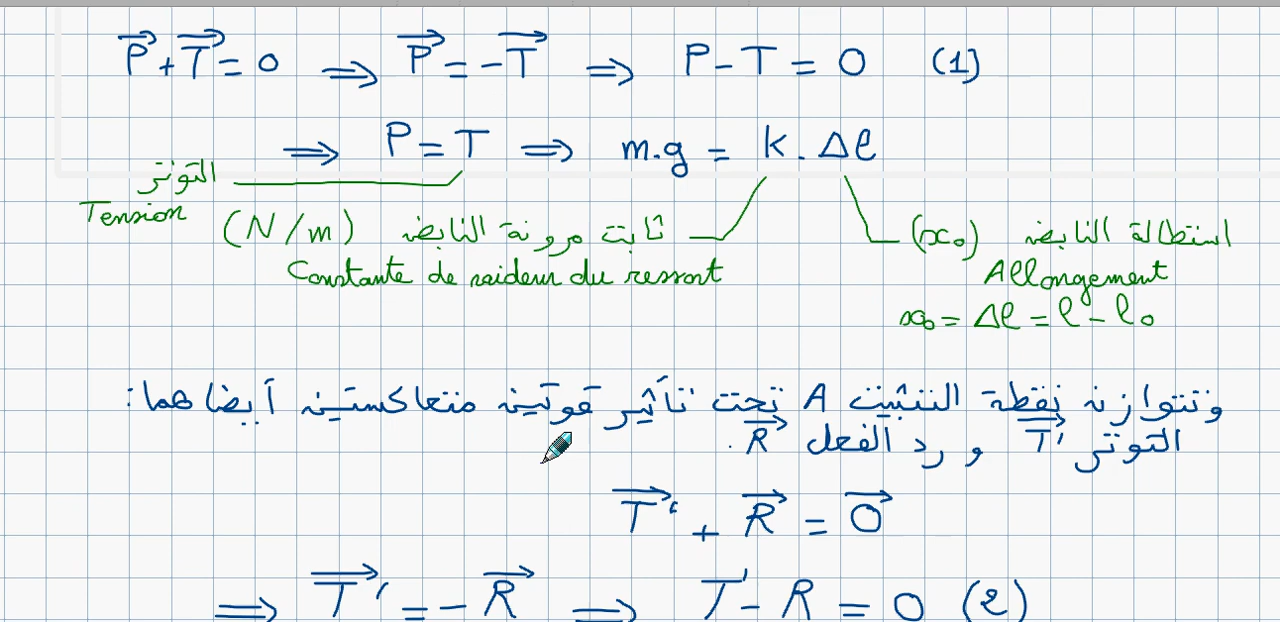 P⃗ + T⃗ = 0 ⟹ P⃗ = −T⃗ ⟹ P − T = 0 (1)
⟹ P = T ⟹ m.g = k . Δℓ
التوتر
Tension
ثابت مرونة النابض (N/m)
Constante de raideur du ressort
استطالة النابض (x₀)
Allongement
x₀ = Δℓ = ℓ − ℓ₀
وتتوازن نقطة التثبيت A تحت تأثير قوتين متعاكستين أيضا هما:
التوتر T⃗' و رد الفعل R⃗ .
T⃗' + R⃗ = 0⃗
⟹ T⃗' = −R⃗ ⟹ T' − R = 0 (2)